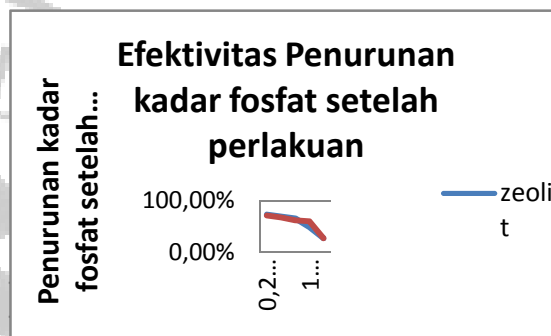 Efektivitas Penurunan
kadar fosfat setelah
perlakuan
Penurunan kadar
fosfat setelah...
100,00%
0,00%
0,2...
1...
zeoli
t